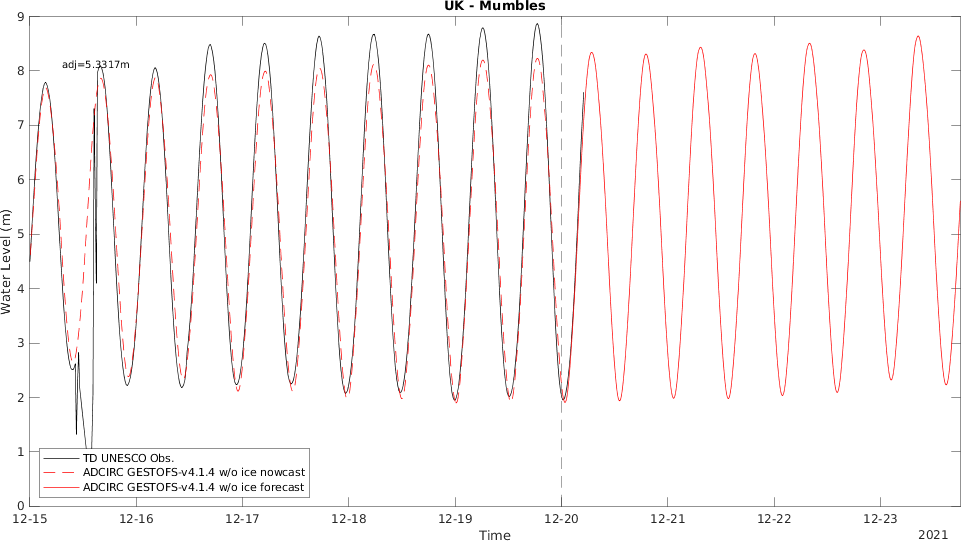 UK - Mumbles
9
8
7
6
5
4
3
2
1
0
Water Level (m)
adj=5.3317m
TD UNESCO Obs.
ADCIRC GESTOFS-v4.1.4 w/o ice nowcast
ADCIRC GESTOFS-v4.1.4 w/o ice forecast
12-15 12-16 12-17 12-18 12-19 12-20 12-21 12-22 12-23
Time
2021